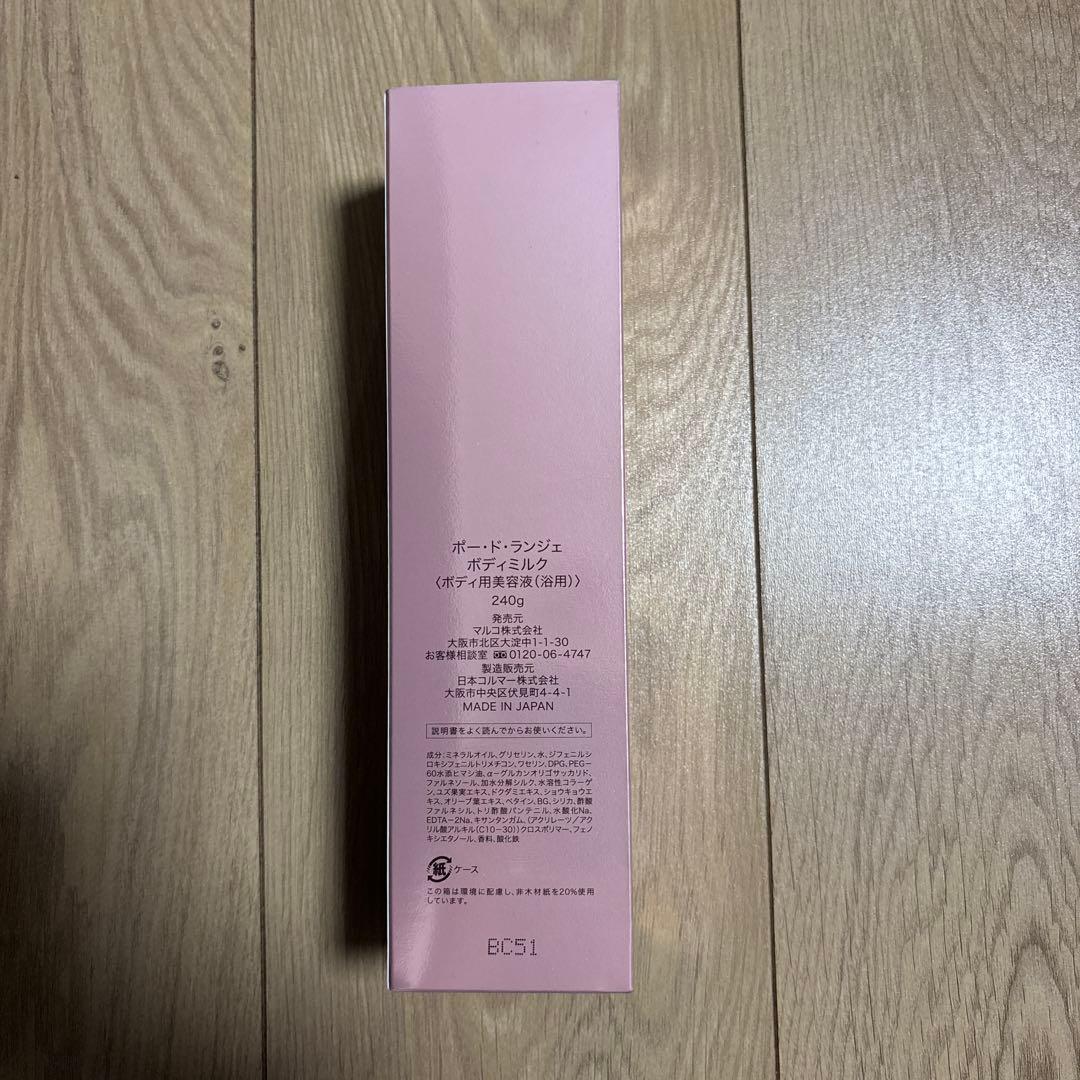 ポー・ド・ランジェ
ボディミルク
〈ボディ用美容液(浴用)〉
240g
発売元
マルコ株式会社
大阪市北区大淀中1-1-30
お客様相談室 0120-06-4747
製造販売元
日本コルマー株式会社
大阪市中央区伏見町4-4-1
MADE IN JAPAN
説明書をよく読んでからお使いください。
成分:ミネラルオイル、グリセリン、水、ジフェニルシ
ロキシフェニルトリメチコン、ワセリン、DPG、PEG-
60水添ヒマシ油、α-グルカンオリゴサッカリド、
ファルネソール、加水分解シルク、水溶性コラーゲ
ン、ユズ果実エキス、ドクダミエキス、ショウキョウエ
キス、オリーブ葉エキス、ベタイン、BG、シリカ、酢酸
ファルネシル、トリ酢酸パンテニル、水酸化Na、
EDTA-2Na、キサンタンガム、(アクリレーツ/アク
リル酸アルキル(C10-30))クロスポリマー、フェノ
キシエタノール、香料、酸化鉄
紙 ケース
この箱は環境に配慮し、非木材紙を20%使用
しています。
BC51